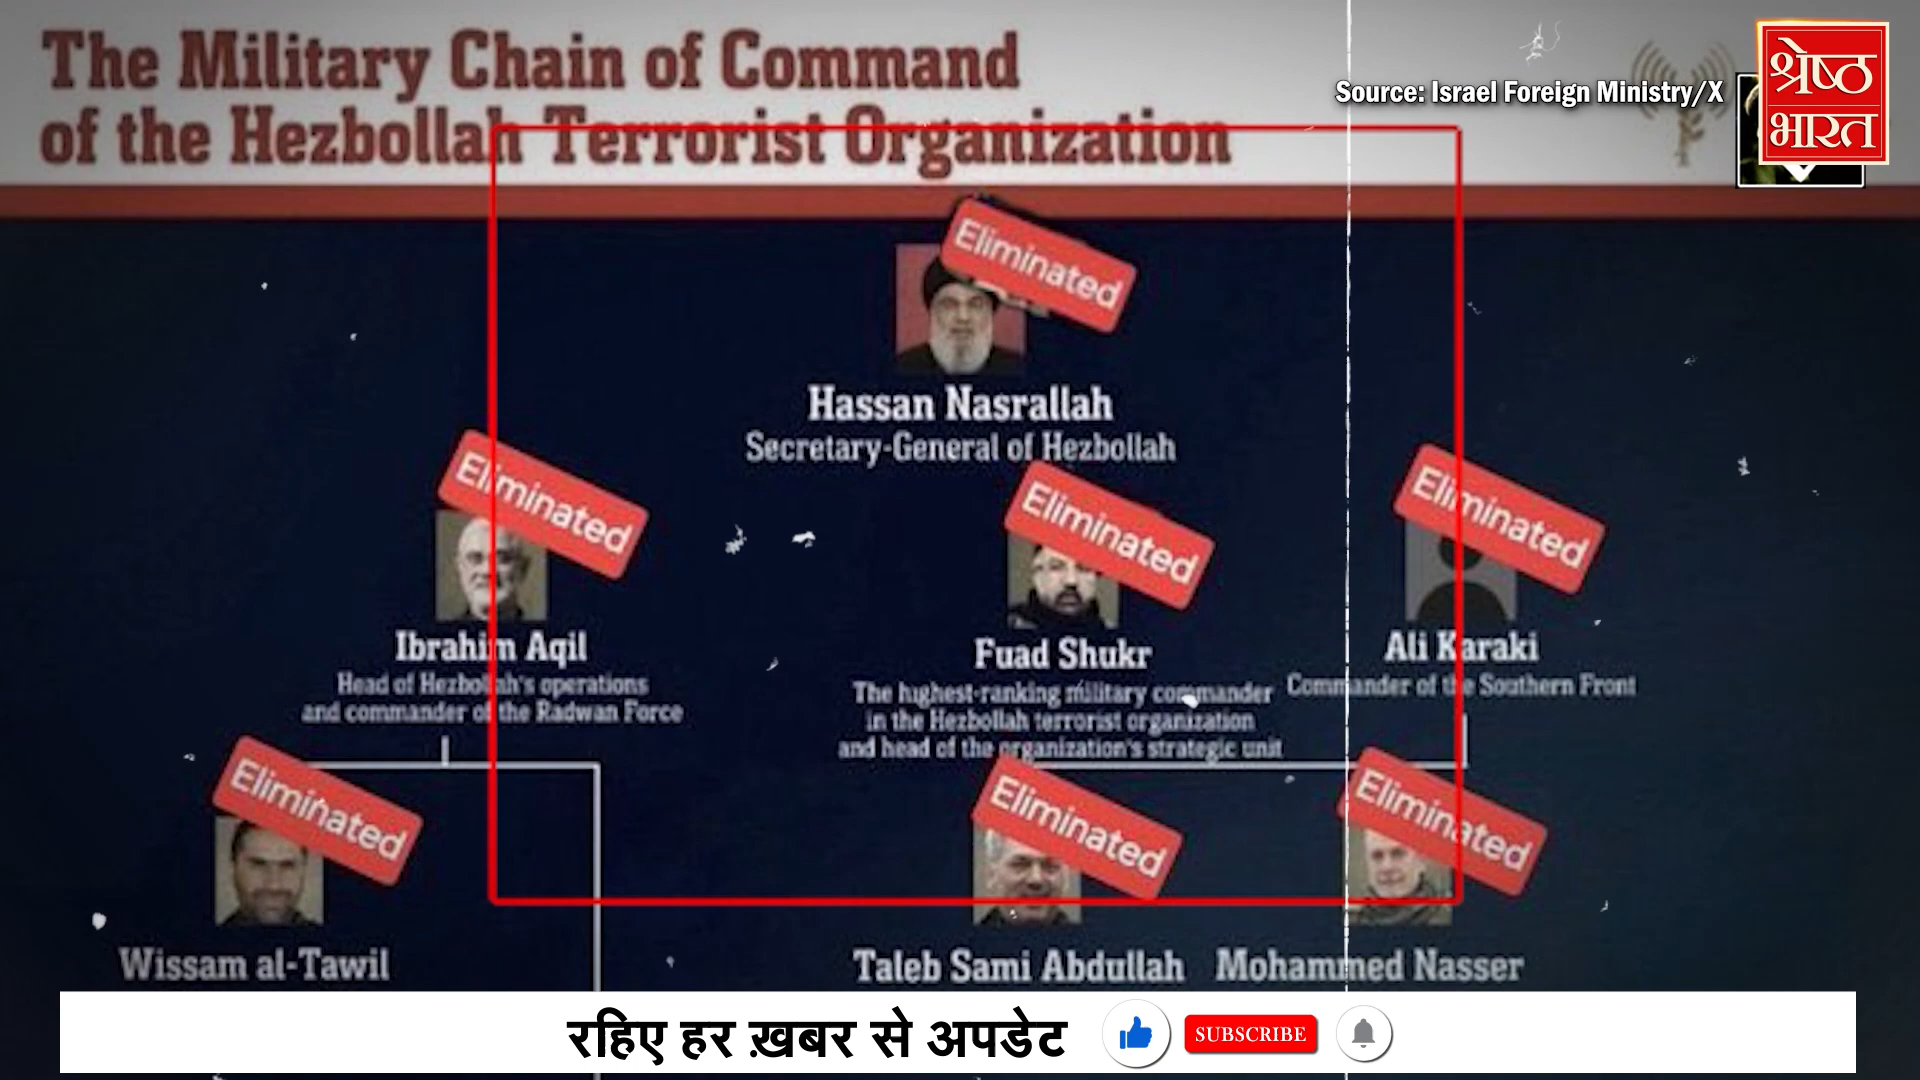 The Military Chain of Command
of the Hezbollah Terrorist Organization
Source: Israel Foreign Ministry/X
श्रेष्ठ
भारत
Eliminated
Hassan Nasrallah
Secretary-General of Hezbollah
Eliminated
Ibrahim Aqil
Head of Hezbollah's operations
and commander of the Radwan Force
Eliminated
Fuad Shukr
The highest-ranking military commander
in the Hezbollah terrorist organization
and head of the organization's strategic unit
Eliminated
Ali Karaki
Commander of the Southern Front
Eliminated
Wissam al-Tawil
Eliminated
Taleb Sami Abdullah
Eliminated
Mohammed Nasser
रहिए हर ख़बर से अपडेट
SUBSCRIBE